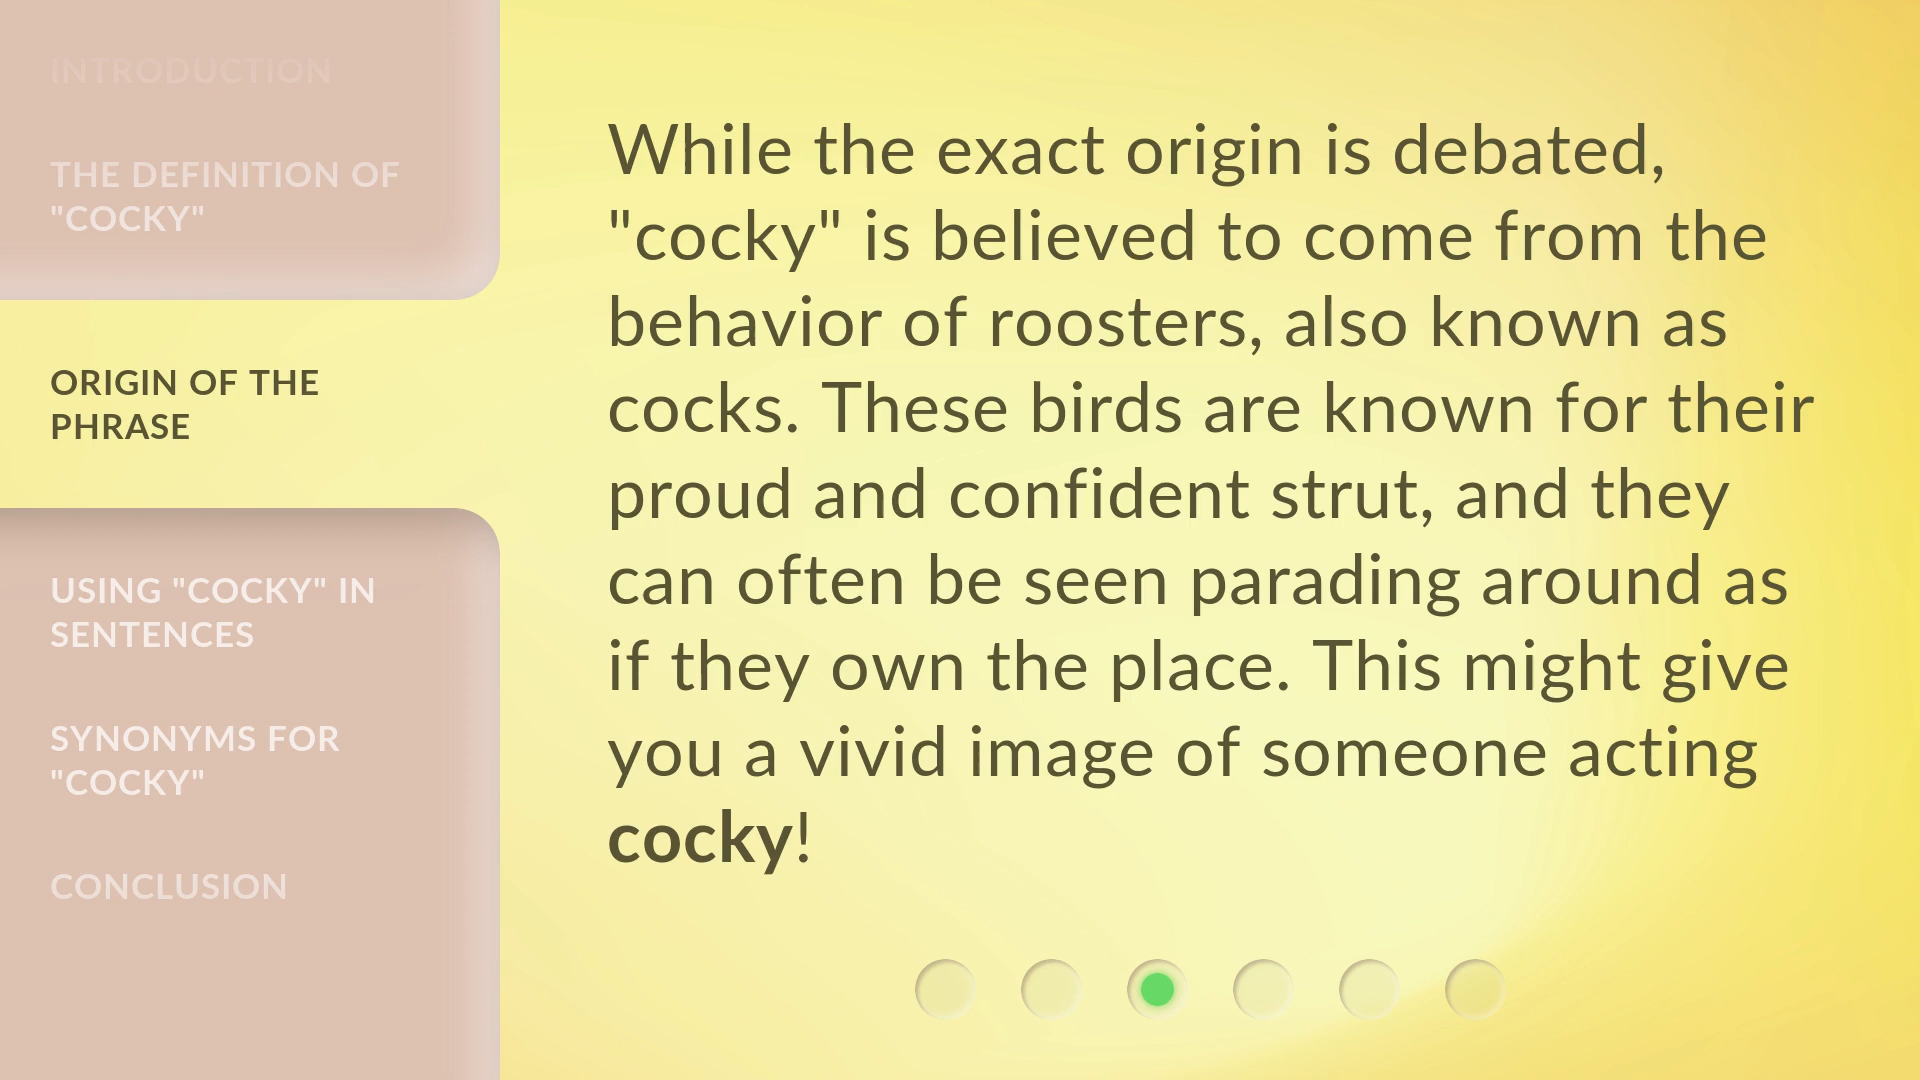 INTRODUCTION
THE DEFINITION OF
"COCKY"
ORIGIN OF THE
PHRASE
USING "COCKY" IN
SENTENCES
SYNONYMS FOR
"COCKY"
CONCLUSION
While the exact origin is debated,
"cocky" is believed to come from the
behavior of roosters, also known as
cocks. These birds are known for their
proud and confident strut, and they
can often be seen parading around as
if they own the place. This might give
you a vivid image of someone acting
cocky!